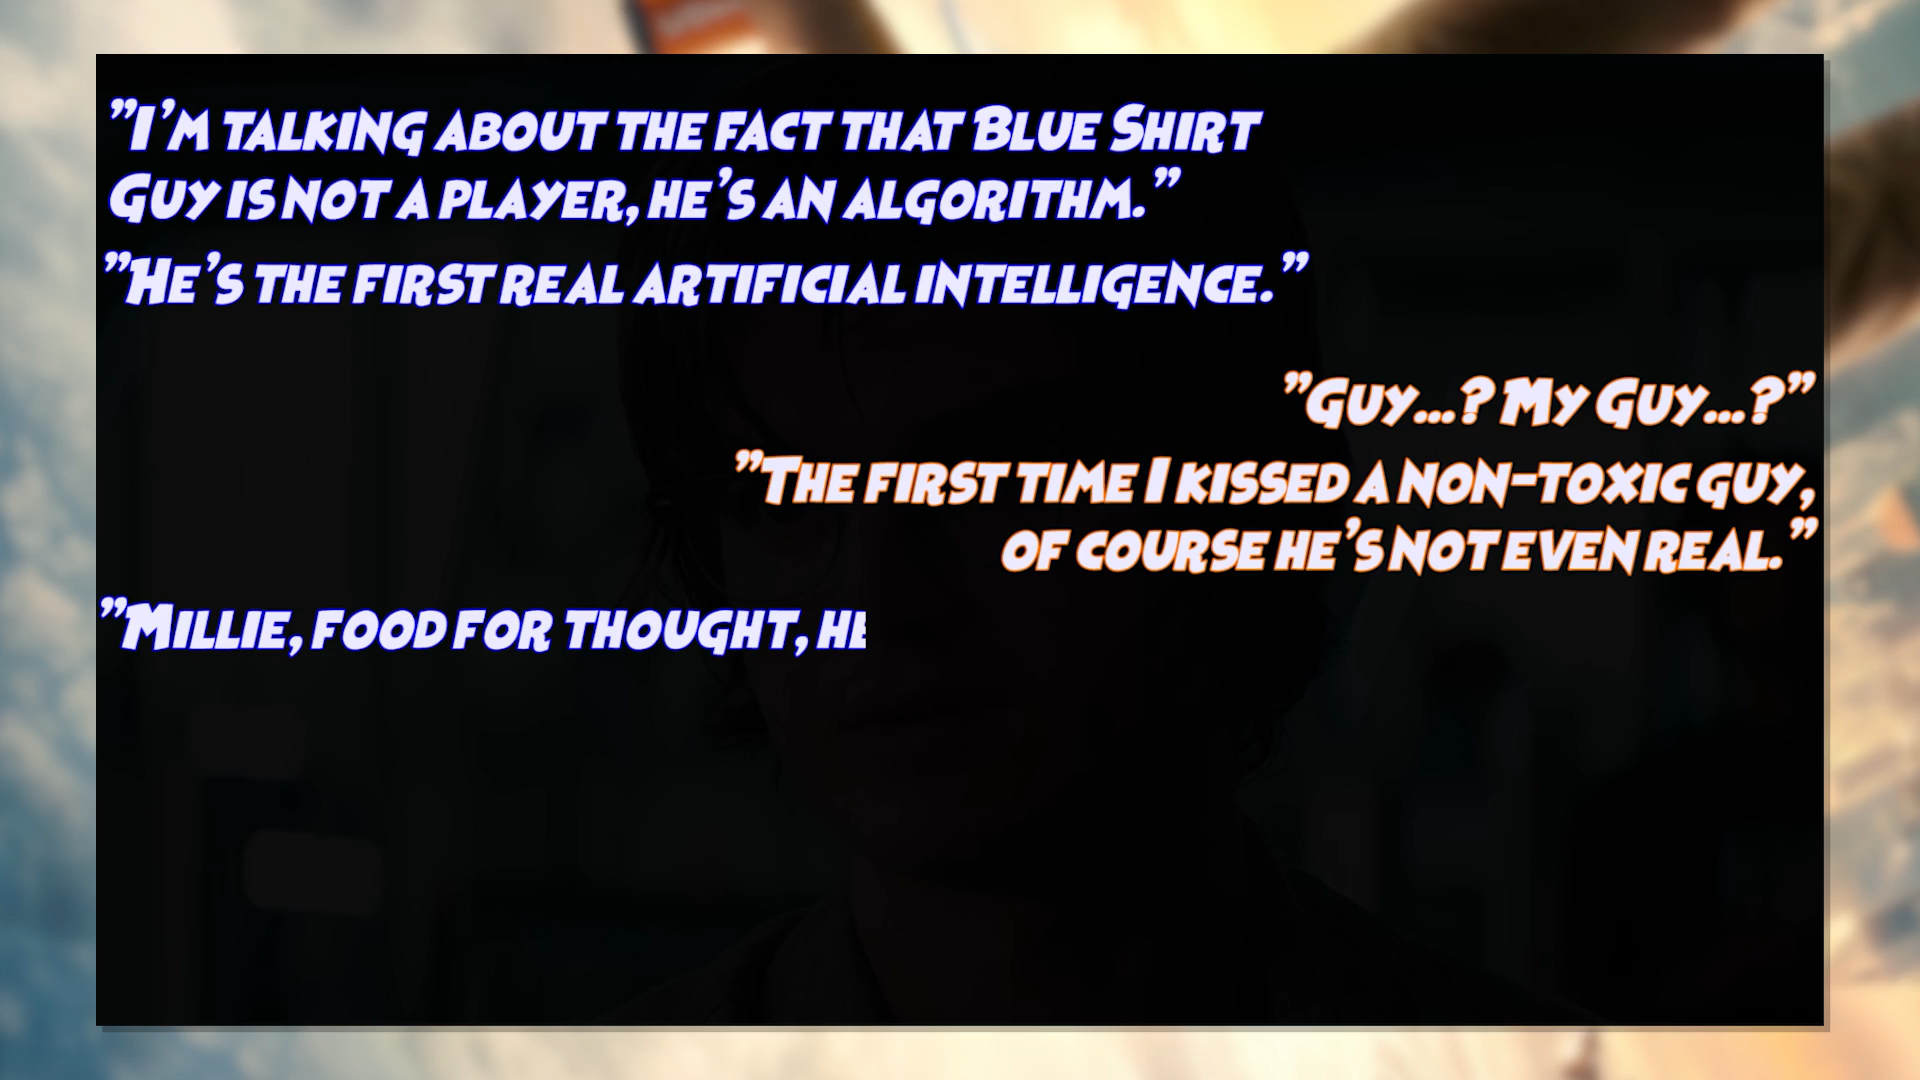 "I'm talking about the fact that Blue Shirt
Guy is not a player, he's an algorithm."
"He's the first real artificial intelligence."
"Guy...? My Guy...?"
"The first time I kissed a non-toxic guy,
of course he's not even real."
"Millie, food for thought, he